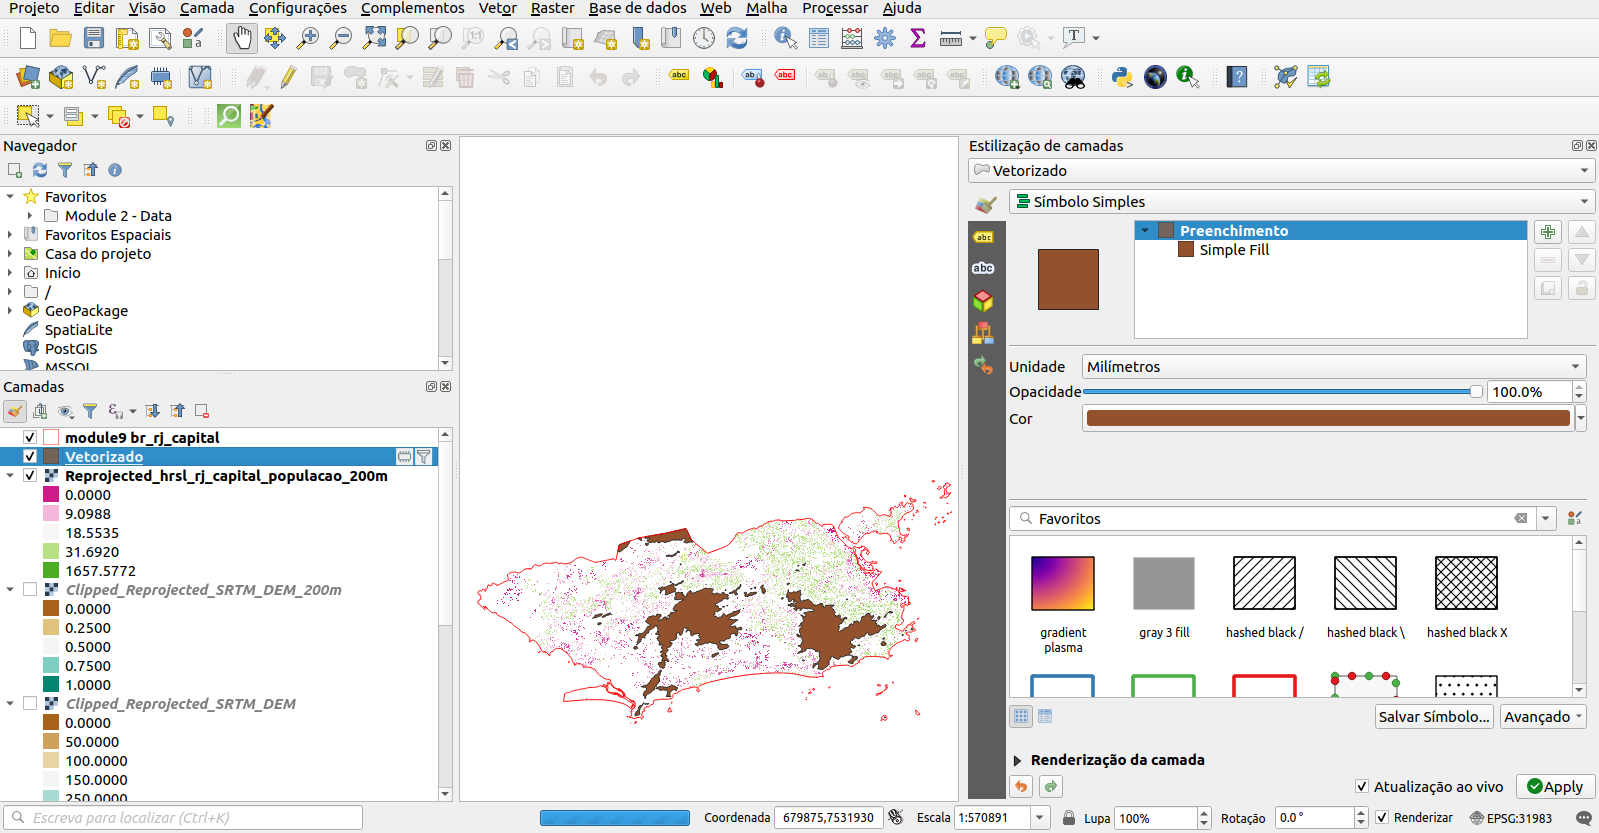 Projeto Editar Visão Camada Configurações Complementos Vetor Raster Base de dados Web Malha Processar Ajuda
Navegador
Favoritos
Module 2 - Data
Favoritos Espaciais
Casa do projeto
Início
/
GeoPackage
SpatiaLite
PostGIS
MSSQL
Camadas
module9 br_rj_capital
Vetorizado
Reprojected_hrsl_rj_capital_populacao_200m
0.0000
9.0988
18.5535
31.6920
1657.5772
Clipped_Reprojected_SRTM_DEM_200m
0.0000
0.2500
0.5000
0.7500
1.0000
Clipped_Reprojected_SRTM_DEM
0.0000
50.0000
100.0000
150.0000
250.0000
Estilização de camadas
Vetorizado
Símbolo Simples
Preenchimento
Simple Fill
Unidade Milímetros
Opacidade 100.0%
Cor
Favoritos
gradient plasma
gray 3 fill
hashed black /
hashed black \
hashed black X
Salvar Símbolo... Avançado
Renderização da camada
Atualização ao vivo Apply
Escreva para localizar (Ctrl+K) Coordenada 679875,7531930 Escala 1:570891 Lupa 100% Rotação 0.0 ° Renderizar EPSG:31983